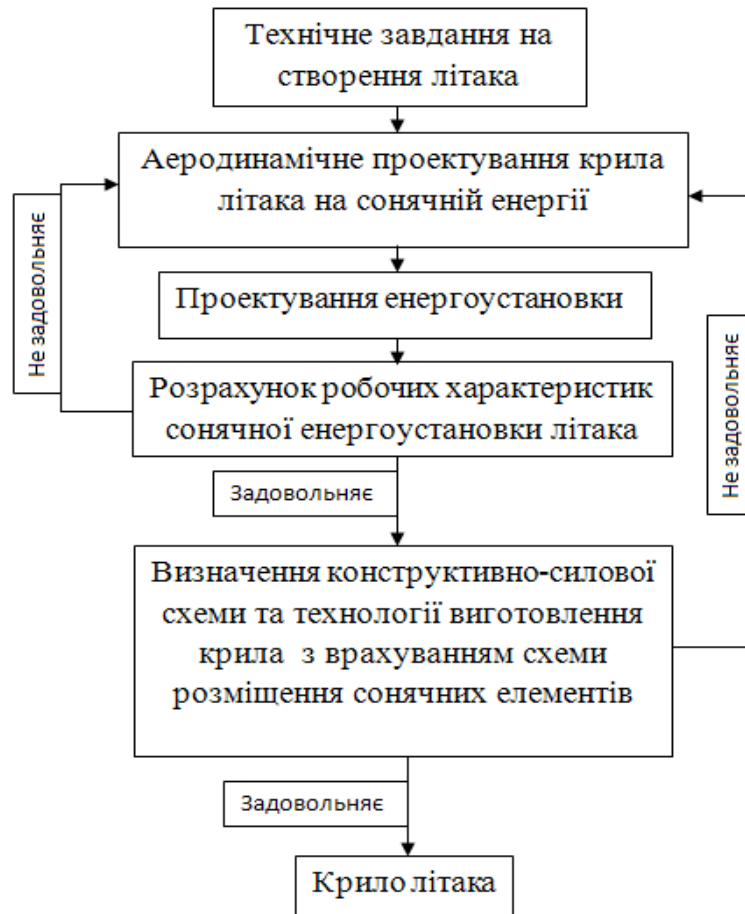 Технічне завдання на
створення літака
Аеродинамічне проектування крила
літака на сонячній енергії
Не задовольняє
Проектування енергоустановки
Розрахунок робочих характеристик
сонячної енергоустановки літака
Не задовольняє
Задовольняє
Визначення конструктивно-силової
схеми та технології виготовлення
крила з врахуванням схеми
розміщення сонячних елементів
Задовольняє
Крило літака